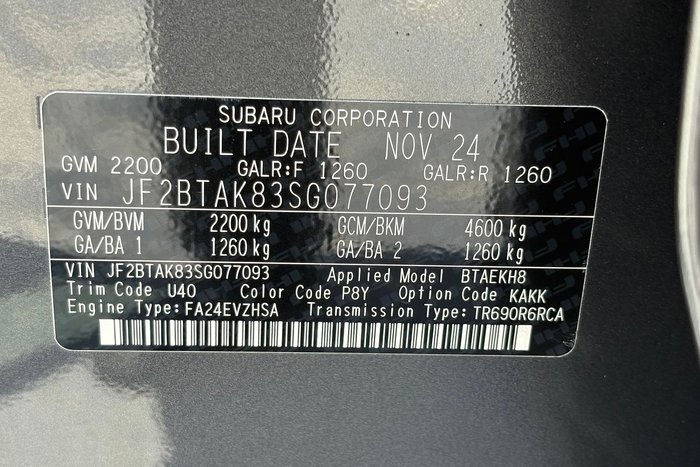 SUBARU CORPORATION
BUILT DATE NOV 24
GVM 2200 GALR:F 1260 GALR:R 1260
VIN JF2BTAK83SG077093
GVM/BVM 2200 kg GCM/BKM 4600 kg
GA/BA 1 1260 kg GA/BA 2 1260 kg
VIN JF2BTAK83SG077093 Applied Model BTAEKH8
Trim Code U40 Color Code P8Y Option Code KAKK
Engine Type:FA24EVZHSA Transmission Type:TR690R6RCA